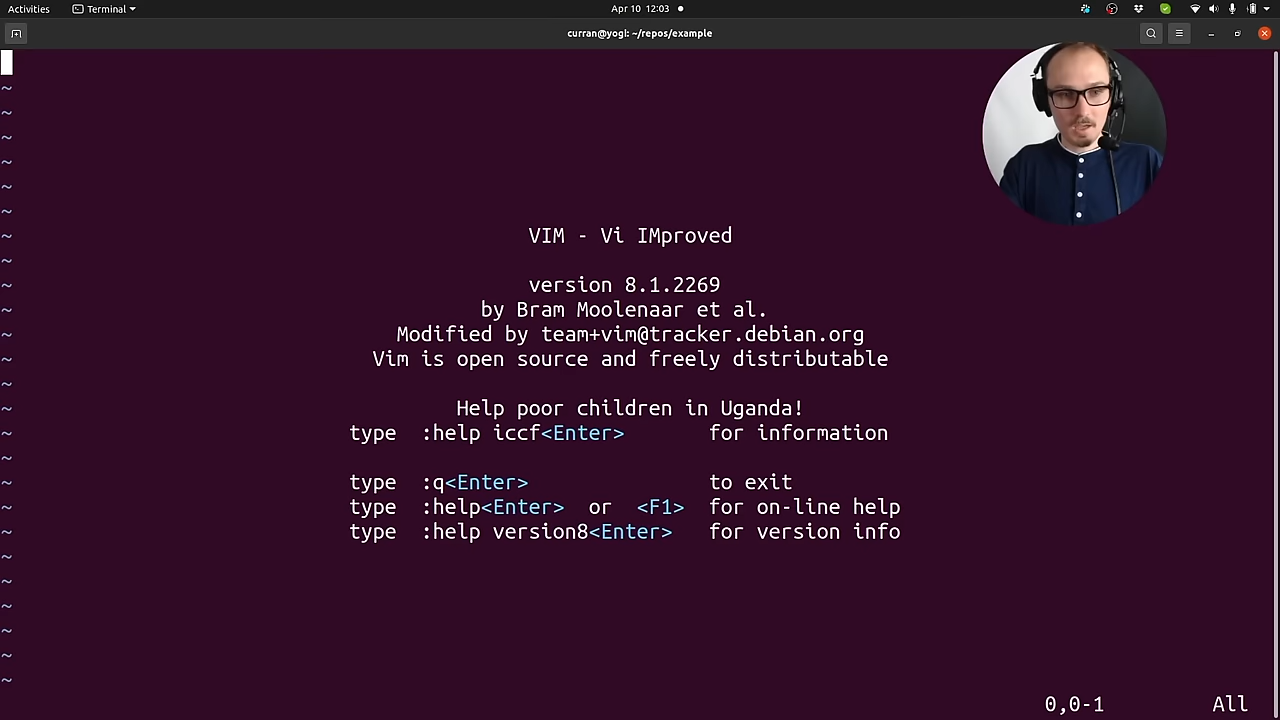 Activities Terminal Apr 10 12:03
curran@yogi: ~/repos/example
~
~
~
~
~
~
~ VIM - Vi IMproved
~
~ version 8.1.2269
~ by Bram Moolenaar et al.
~ Modified by team+vim@tracker.debian.org
~ Vim is open source and freely distributable
~
~ Help poor children in Uganda!
~ type :help iccf<Enter> for information
~
~ type :q<Enter> to exit
~ type :help<Enter> or <F1> for on-line help
~ type :help version8<Enter> for version info
~
~
~
~
~
~
0,0-1 All